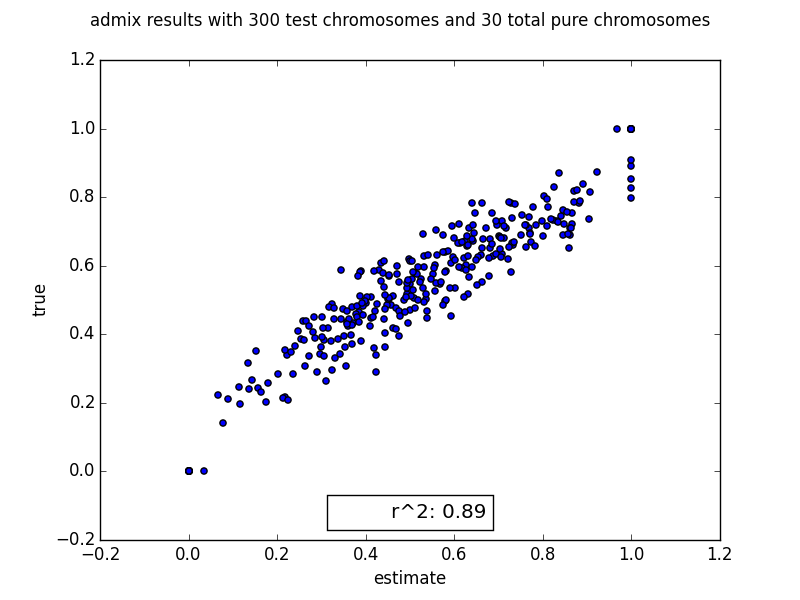 admix results with 300 test chromosomes and 30 total pure chromosomes
1.2
1.0
0.8
0.6
0.4
0.2
0.0
−0.2
true
−0.2 0.0 0.2 0.4 0.6 0.8 1.0 1.2
estimate
r^2: 0.89